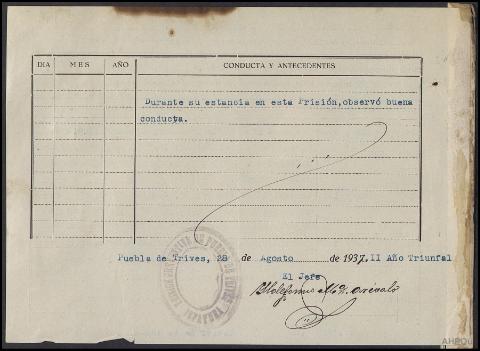 DIA MES AÑO CONDUCTA Y ANTECEDENTES
Durante su estancia en esta Prisión, observó buena
conducta.
Puebla de Trives, 28 de Agosto de 1937. II Año Triunfal
El Jefe
AHPOu